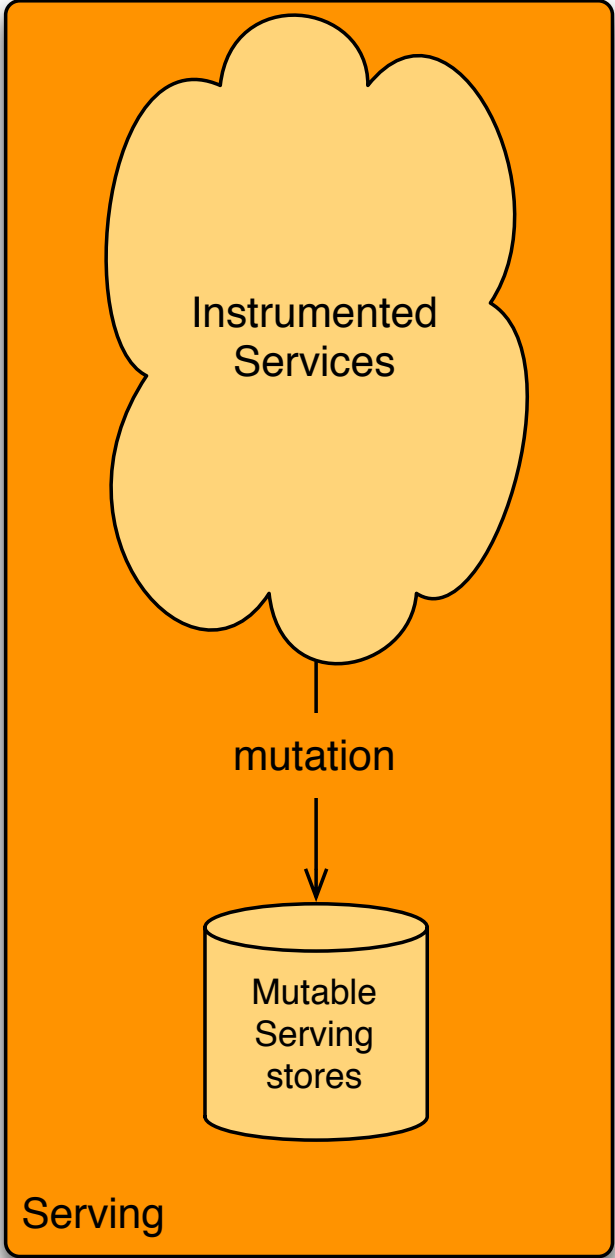 Instrumented
Services
mutation
Mutable
Serving
stores
Serving